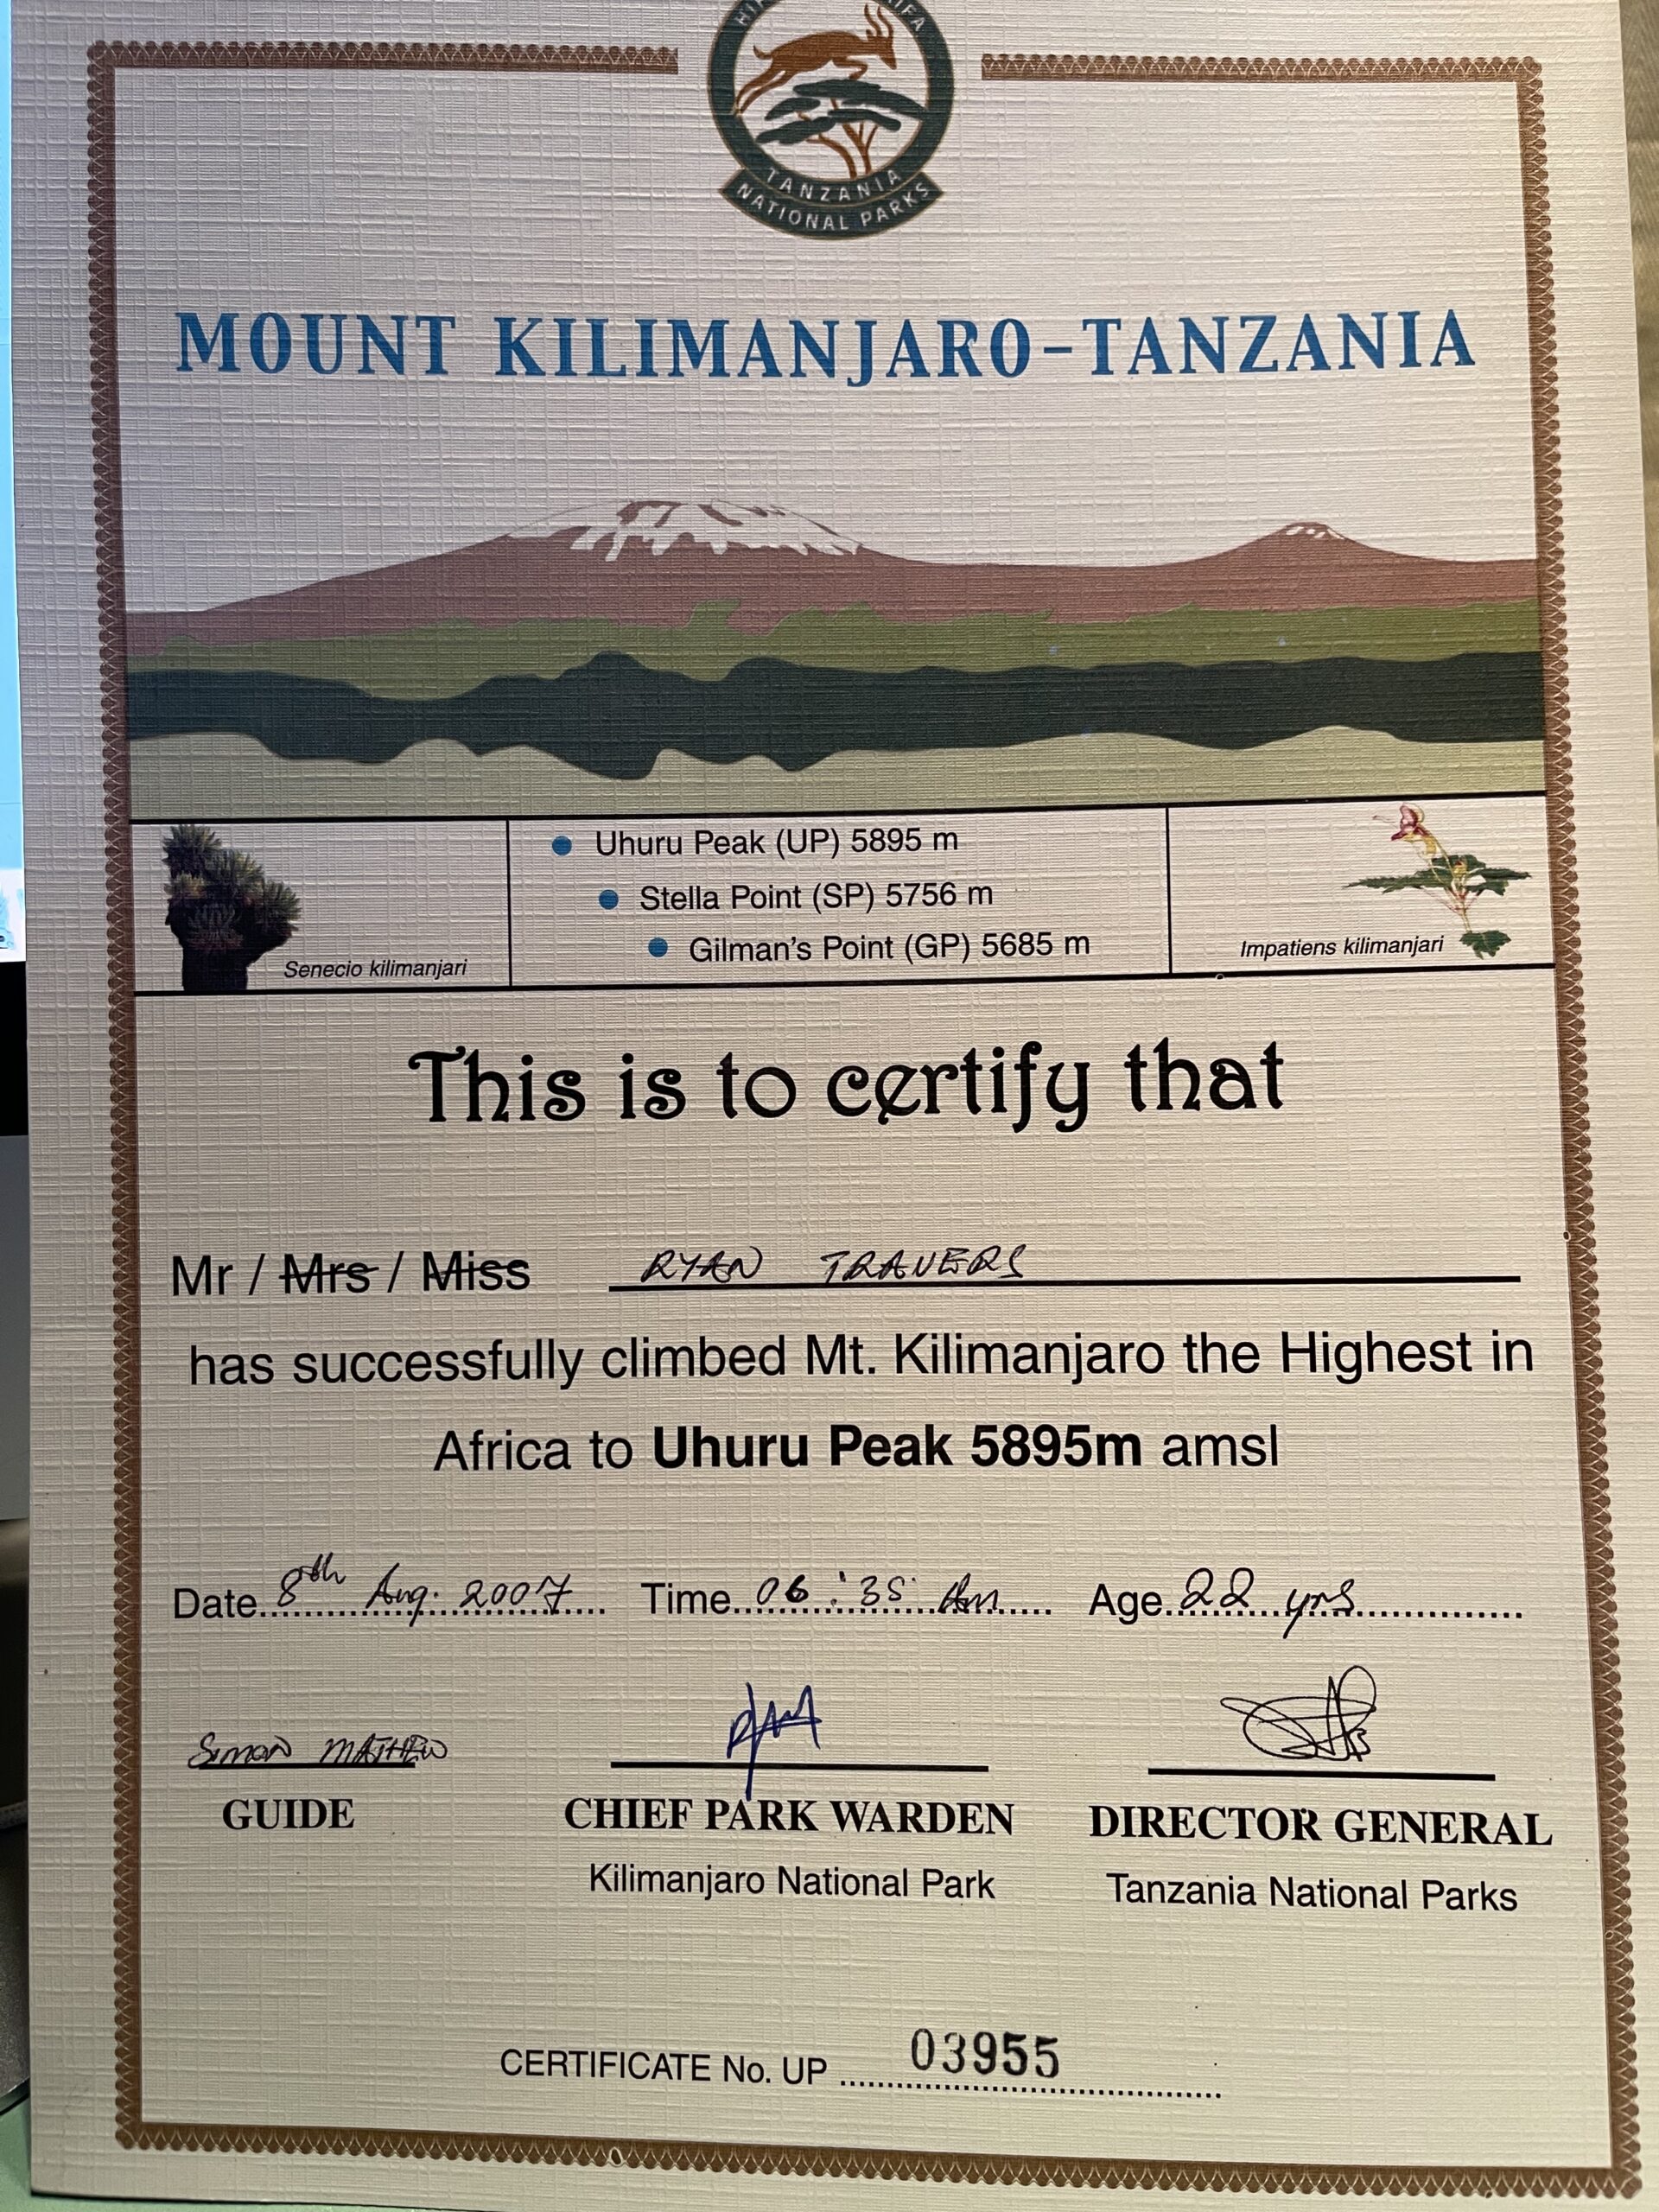 TANZANIA
NATIONAL PARKS
MOUNT KILIMANJARO-TANZANIA
Uhuru Peak (UP) 5895 m
Stella Point (SP) 5756 m
Gilman's Point (GP) 5685 m
Senecio kilimanjari
Impatiens kilimanjari
This is to certify that
Mr / Mrs / Miss RYAN TRAVERS
has successfully climbed Mt. Kilimanjaro the Highest in
Africa to Uhuru Peak 5895m amsl
Date 8th Aug. 2007 Time 06:35 Am Age 22 yrs
Simon MATHEW
GUIDE CHIEF PARK WARDEN DIRECTOR GENERAL
Kilimanjaro National Park Tanzania National Parks
CERTIFICATE No. UP 03955